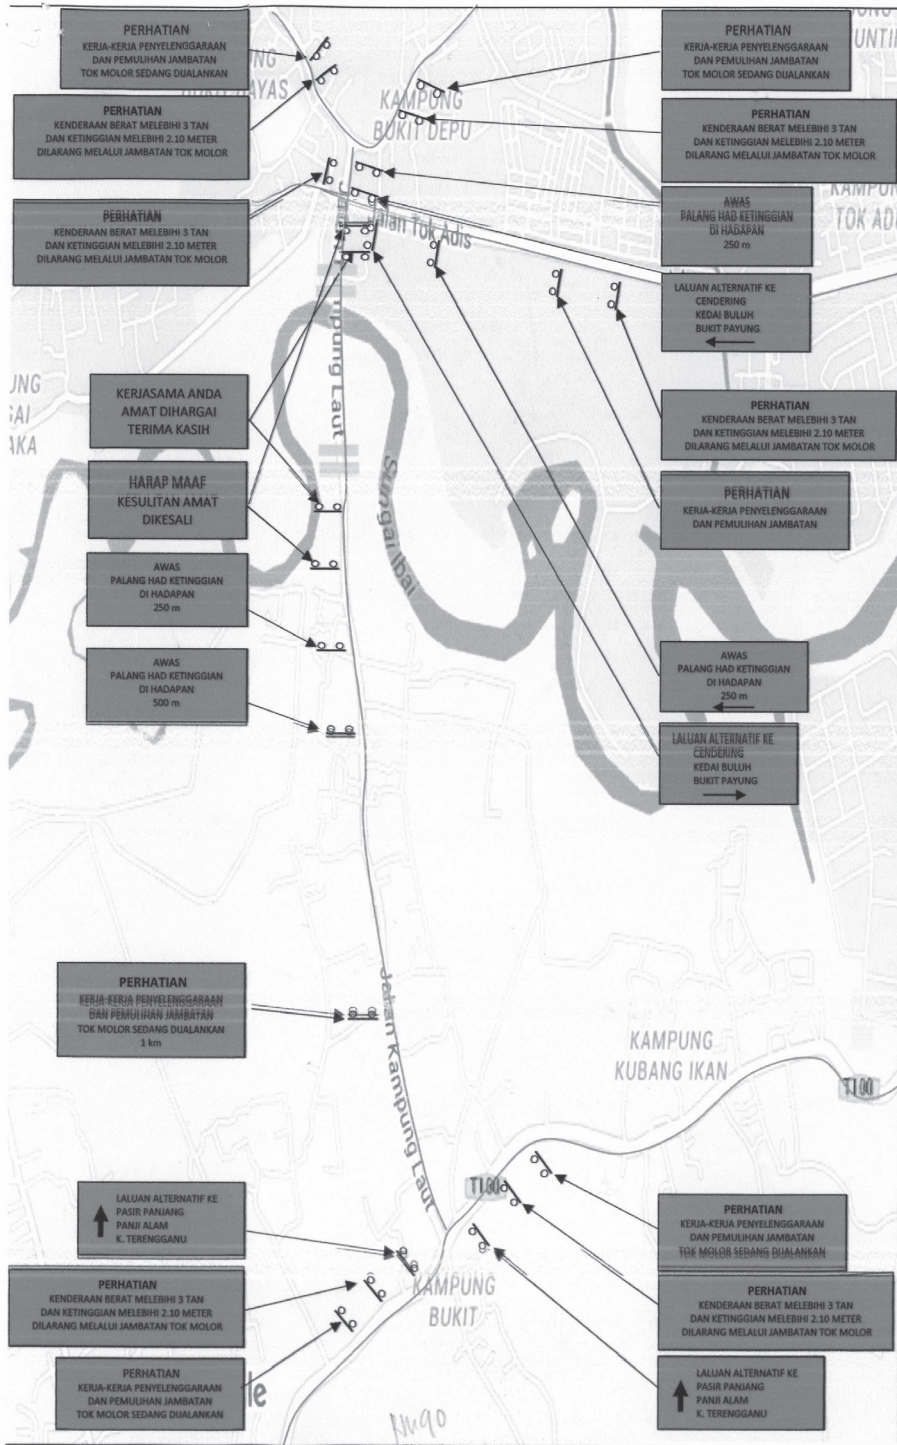 PERHATIAN
KERJA-KERJA PENYELENGGARAAN
DAN PEMULIHAN JAMBATAN
TOK MOLOR SEDANG DIJALANKAN
PERHATIAN
KENDERAAN BERAT MELEBIHI 3 TAN
DAN KETINGGIAN MELEBIHI 2.10 METER
DILARANG MELALUI JAMBATAN TOK MOLOR
PERHATIAN
KENDERAAN BERAT MELEBIHI 3 TAN
DAN KETINGGIAN MELEBIHI 2.10 METER
DILARANG MELALUI JAMBATAN TOK MOLOR
KERJASAMA ANDA
AMAT DIHARGAI
TERIMA KASIH
HARAP MAAF
KESULITAN AMAT
DIKESALI
AWAS
PALANG HAD KETINGGIAN
DI HADAPAN
250 m
AWAS
PALANG HAD KETINGGIAN
DI HADAPAN
500 m
PERHATIAN
KERJA-KERJA PENYELENGGARAAN
DAN PEMULIHAN JAMBATAN
TOK MOLOR SEDANG DIJALANKAN
1 km
LALUAN ALTERNATIF KE
PASIR PANJANG
PANJI ALAM
K. TERENGGANU
PERHATIAN
KENDERAAN BERAT MELEBIHI 3 TAN
DAN KETINGGIAN MELEBIHI 2.10 METER
DILARANG MELALUI JAMBATAN TOK MOLOR
PERHATIAN
KERJA-KERJA PENYELENGGARAAN
DAN PEMULIHAN JAMBATAN
TOK MOLOR SEDANG DIJALANKAN
KAMPUNG
BUKIT DEPU
Jalan Tok Adis
Sungai Ibai
Jalan Kampung Laut
KAMPUNG
KUBANG IKAN
T100
T100
KAMPUNG
BUKIT
KAMPUNG
TOK ADI
UNG
GAI
AKA
PERHATIAN
KERJA-KERJA PENYELENGGARAAN
DAN PEMULIHAN JAMBATAN
TOK MOLOR SEDANG DIJALANKAN
PERHATIAN
KENDERAAN BERAT MELEBIHI 3 TAN
DAN KETINGGIAN MELEBIHI 2.10 METER
DILARANG MELALUI JAMBATAN TOK MOLOR
AWAS
PALANG HAD KETINGGIAN
DI HADAPAN
250 m
LALUAN ALTERNATIF KE
CENDERING
KEDAI BULUH
BUKIT PAYUNG
PERHATIAN
KENDERAAN BERAT MELEBIHI 3 TAN
DAN KETINGGIAN MELEBIHI 2.10 METER
DILARANG MELALUI JAMBATAN TOK MOLOR
PERHATIAN
KERJA-KERJA PENYELENGGARAAN
DAN PEMULIHAN JAMBATAN
AWAS
PALANG HAD KETINGGIAN
DI HADAPAN
250 m
LALUAN ALTERNATIF KE
CENDERING
KEDAI BULUH
BUKIT PAYUNG
PERHATIAN
KERJA-KERJA PENYELENGGARAAN
DAN PEMULIHAN JAMBATAN
TOK MOLOR SEDANG DIJALANKAN
PERHATIAN
KENDERAAN BERAT MELEBIHI 3 TAN
DAN KETINGGIAN MELEBIHI 2.10 METER
DILARANG MELALUI JAMBATAN TOK MOLOR
LALUAN ALTERNATIF KE
PASIR PANJANG
PANJI ALAM
K. TERENGGANU